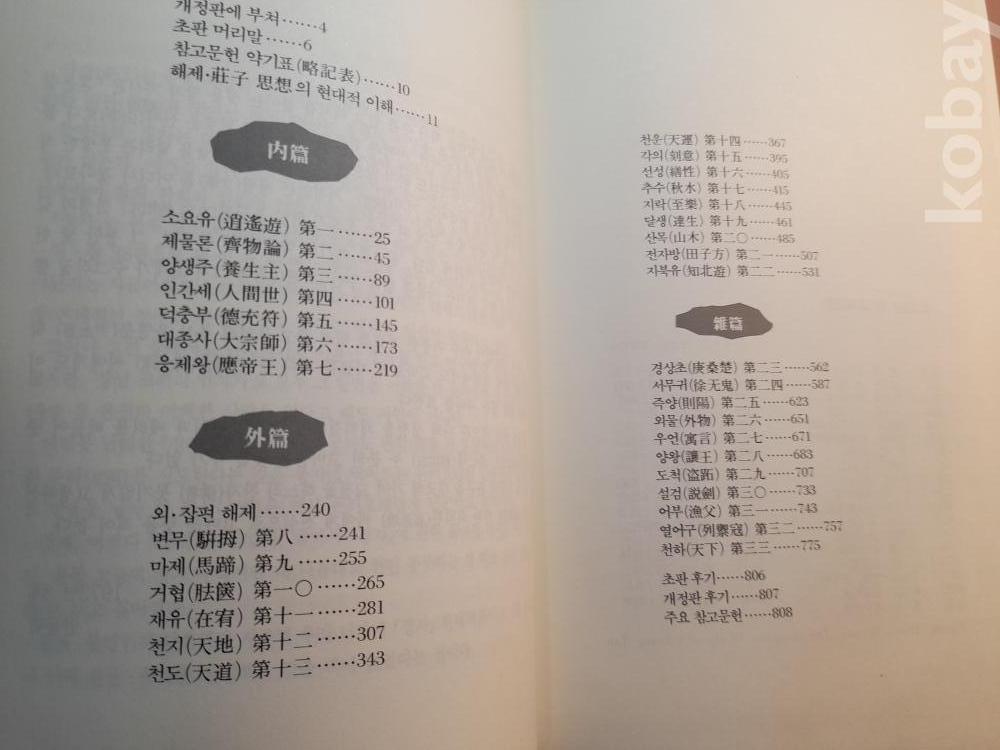 개정판에 부쳐……4
초판 머리말……6
참고문헌 약기표(略記表)……10
해제·莊子 思想의 현대적 이해……11
内篇
소요유(逍遙遊) 第一……25
제물론(齊物論) 第二……45
양생주(養生主) 第三……89
인간세(人間世) 第四……101
덕충부(德充符) 第五……145
대종사(大宗師) 第六……173
응제왕(應帝王) 第七……219
外篇
외·잡편 해제……240
변무(騈拇) 第八……241
마제(馬蹄) 第九……255
거협(胠篋) 第一〇……265
재유(在宥) 第十一……281
천지(天地) 第十二……307
천도(天道) 第十三……343
천운(天運) 第十四……367
각의(刻意) 第十五……395
선성(繕性) 第十六……405
추수(秋水) 第十七……415
지락(至樂) 第十八……445
달생(達生) 第十九……461
산목(山木) 第二〇……485
전자방(田子方) 第二一……507
지북유(知北遊) 第二二……531
雜篇
경상초(庚桑楚) 第二三……562
서무귀(徐无鬼) 第二四……587
즉양(則陽) 第二五……623
외물(外物) 第二六……651
우언(寓言) 第二七……671
양왕(讓王) 第二八……683
도척(盜跖) 第二九……707
설검(説劍) 第三〇……733
어부(漁父) 第三一……743
열어구(列禦寇) 第三二……757
천하(天下) 第三三……775
초판 후기……806
개정판 후기……807
주요 참고문헌……808
kobay